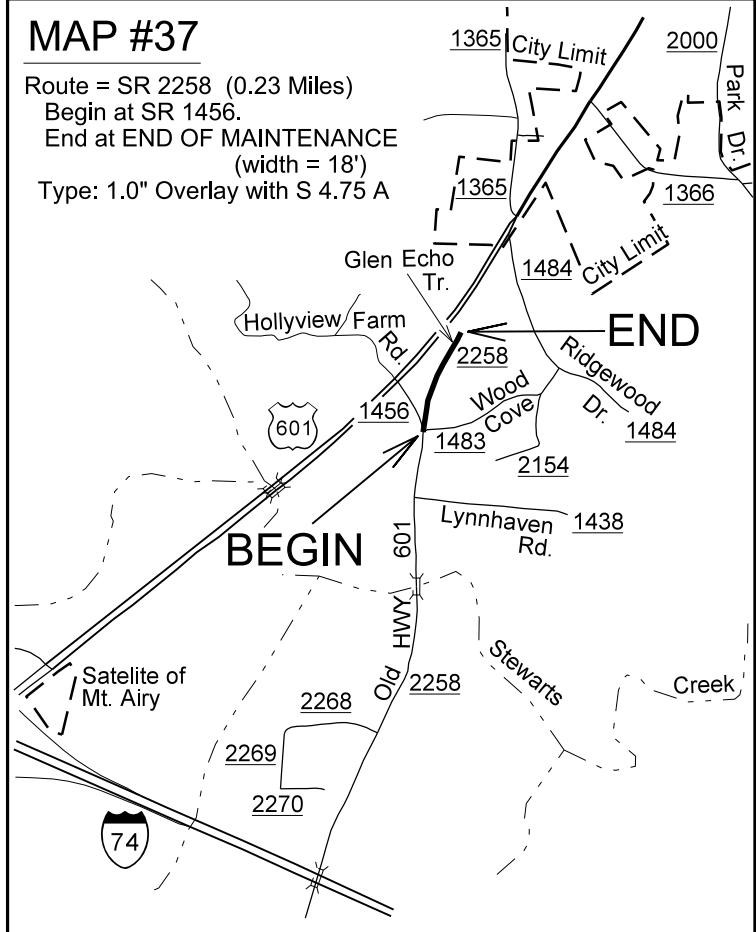 MAP #37
Route = SR 2258 (0.23 Miles)
Begin at SR 1456.
End at END OF MAINTENANCE
(width = 18')
Type: 1.0" Overlay with S 4.75 A
1365
City Limit
2000
Park Dr.
1365
1366
Glen Echo
Tr.
1484
City Limit
Hollyview Farm Rd.
END
2258
Ridgewood Dr.
1456
Wood
Cove
601
1483
1484
2154
Lynnhaven
Rd.
1438
BEGIN
Old HWY 601
Stewarts
Creek
Satelite of
Mt. Airy
2268
2258
2269
2270
74